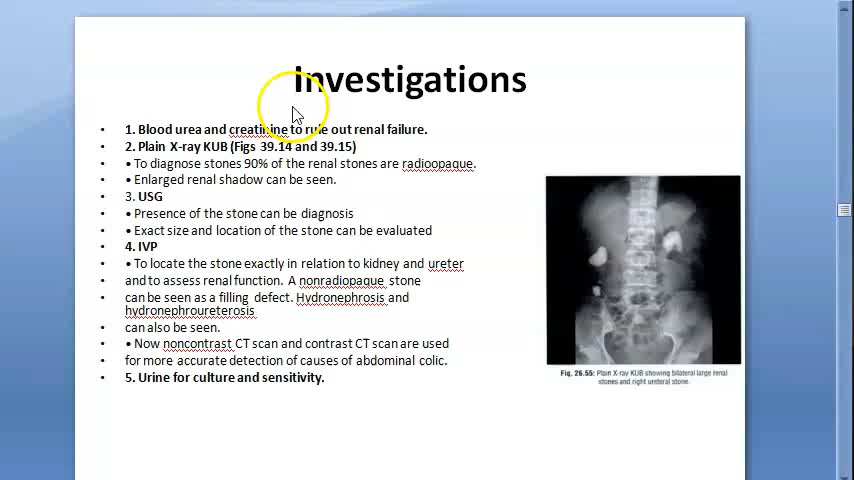 Investigations
• 1. Blood urea and creatinine to rule out renal failure.
• 2. Plain X-ray KUB (Figs 39.14 and 39.15)
• • To diagnose stones 90% of the renal stones are radioopaque.
• • Enlarged renal shadow can be seen.
• 3. USG
• • Presence of the stone can be diagnosis
• • Exact size and location of the stone can be evaluated
• 4. IVP
• • To locate the stone exactly in relation to kidney and ureter
• and to assess renal function. A nonradiopaque stone
• can be seen as a filling defect. Hydronephrosis and
hydronephroureterosis
• can also be seen.
• • Now noncontrast CT scan and contrast CT scan are used
• for more accurate detection of causes of abdominal colic.
• 5. Urine for culture and sensitivity.
Fig. 26.55: Plain X-ray KUB showing bilateral large renal
stones and right ureteral stone.